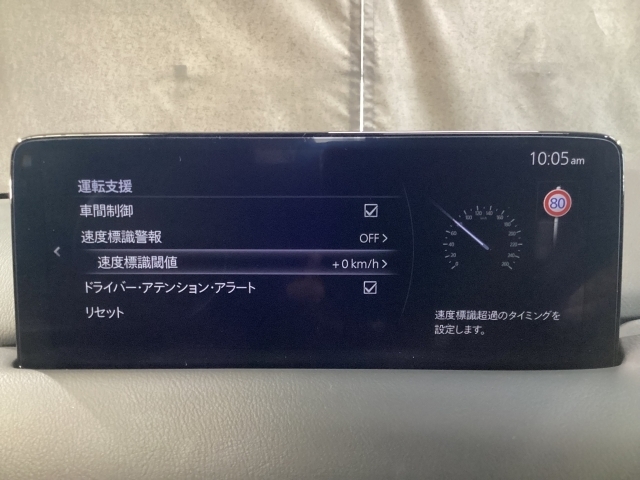 10:05am
運転支援
車間制御
速度標識警報 OFF
速度標識閾値 +0km/h
ドライバー・アテンション・アラート
リセット
80
速度標識超過のタイミングを
設定します。